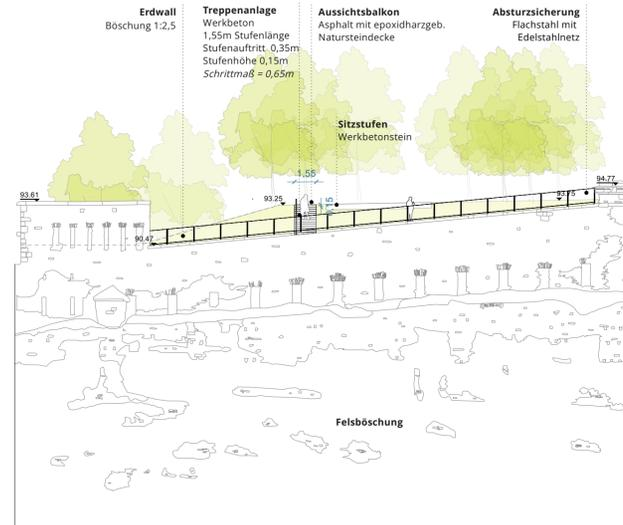 Erdwall
Böschung 1:2,5
Treppenanlage
Werkbeton
1,55m Stufenlänge
Stufenauftritt 0,35m
Stufenhöhe 0,15m
Schrittmaß = 0,65m
Aussichtsbalkon
Asphalt mit epoxidharzgeb.
Natursteindecke
Absturzsicherung
Flachstahl mit
Edelstahlnetz
Sitzstufen
Werkbetonstein
1,55
94.77
93.61
93.25
93.75
90.47
Felsböschung